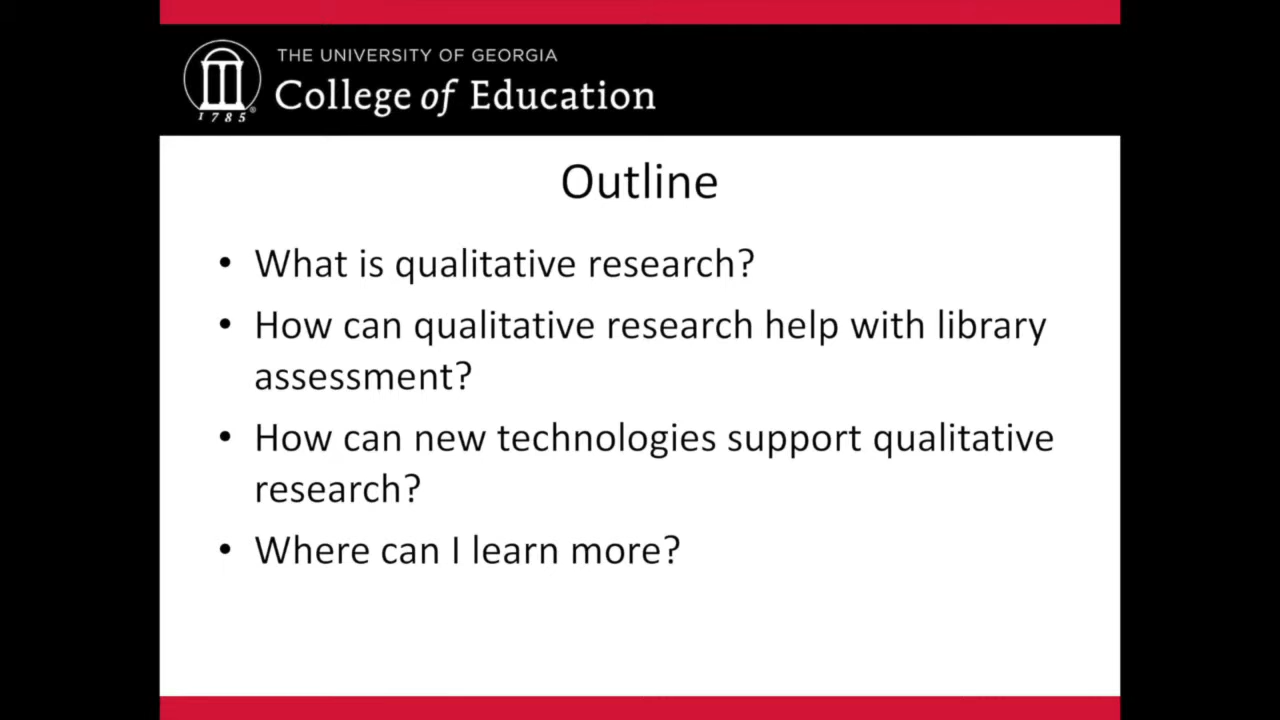 THE UNIVERSITY OF GEORGIA
College of Education
1785
Outline
• What is qualitative research?
• How can qualitative research help with library
assessment?
• How can new technologies support qualitative
research?
• Where can I learn more?